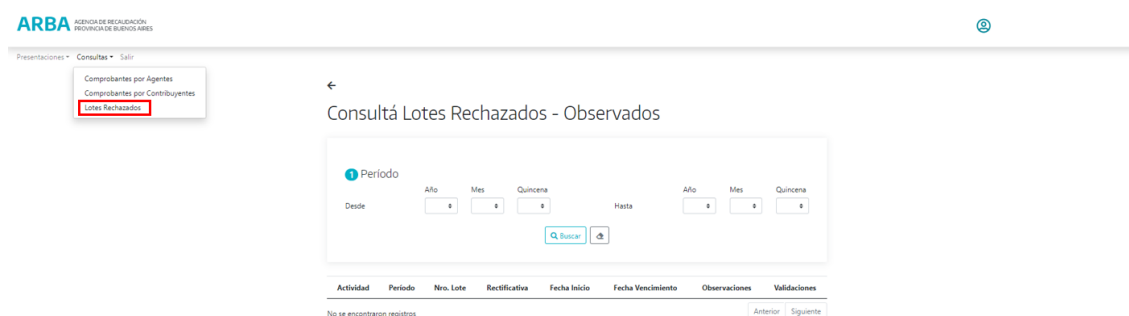 ARBA AGENCIA DE RECAUDACIÓN
PROVINCIA DE BUENOS AIRES
Presentaciones Consultas Salir
Comprobantes por Agentes
Comprobantes por Contribuyentes
Lotes Rechazados
Consultá Lotes Rechazados - Observados
1 Período
Año Mes Quincena Año Mes Quincena
Desde Hasta
Buscar
Actividad Período Nro. Lote Rectificativa Fecha Inicio Fecha Vencimiento Observaciones Validaciones
No se encontraron registros Anterior Siguiente